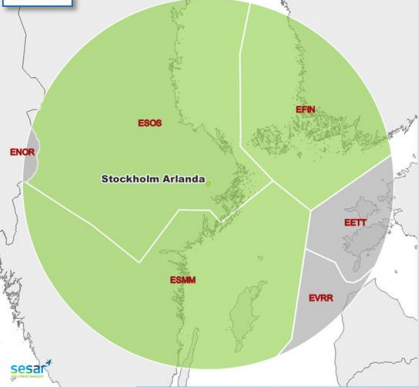 EFIN
ESOS
ENOR
Stockholm Arlanda
EETT
ESMM
EVRR
sesar